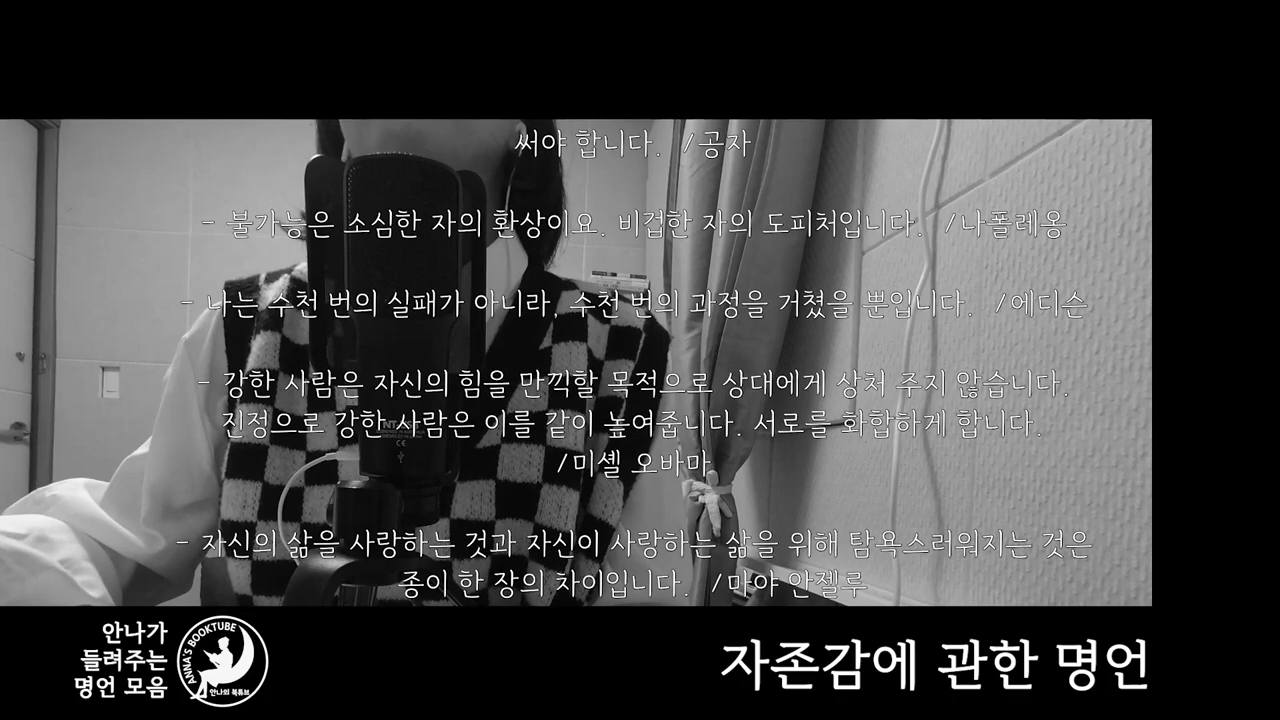 써야 합니다. /공자
- 불가능은 소심한 자의 환상이요. 비겁한 자의 도피처입니다. /나폴레옹
- 나는 수천 번의 실패가 아니라, 수천 번의 과정을 거쳤을 뿐입니다. /에디슨
- 강한 사람은 자신의 힘을 만끽할 목적으로 상대에게 상처 주지 않습니다.
진정으로 강한 사람은 이를 같이 높여줍니다. 서로를 화합하게 합니다.
/미셸 오바마
- 자신의 삶을 사랑하는 것과 자신이 사랑하는 삶을 위해 탐욕스러워지는 것은
종이 한 장의 차이입니다. /마야 안젤루
안나가
들려주는
명언 모음
ANNA'S BOOKTUBE
안나의 북튜브
자존감에 관한 명언